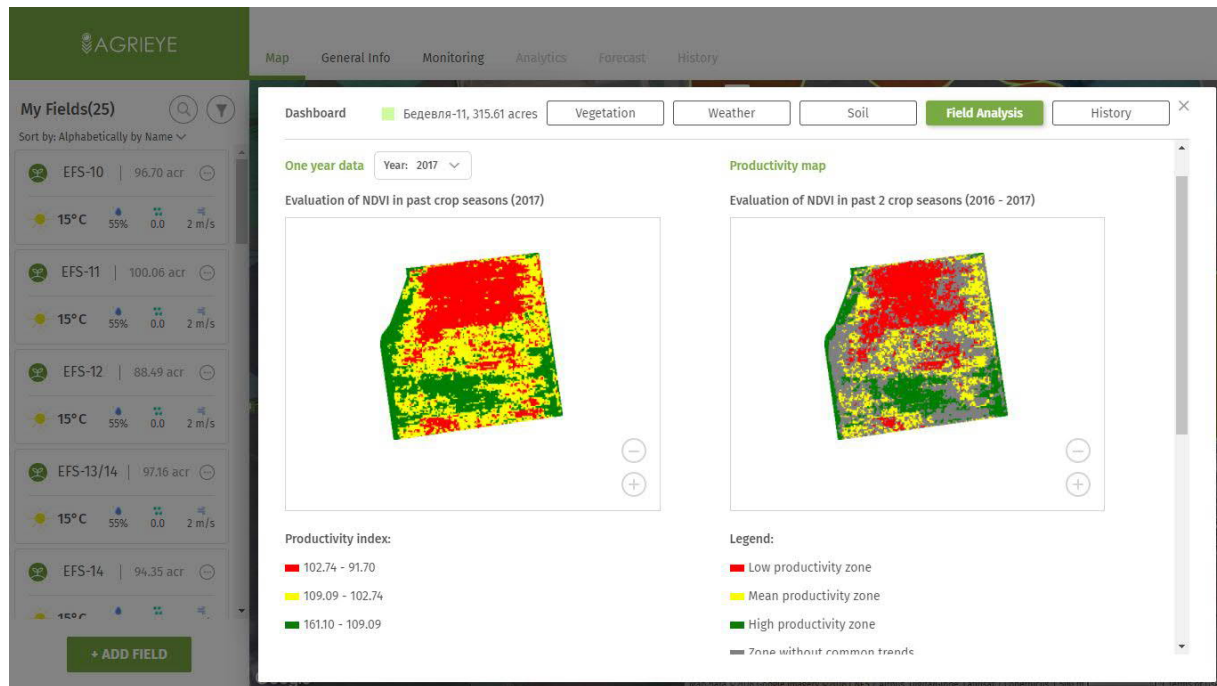 AGRIEYE
Map General Info Monitoring Analytics Forecast History
My Fields(25)
Sort by: Alphabetically by Name
EFS-10 | 96.70 acr
15°C 55% 0.0 2 m/s
EFS-11 | 100.06 acr
15°C 55% 0.0 2 m/s
EFS-12 | 88.49 acr
15°C 55% 0.0 2 m/s
EFS-13/14 | 97.16 acr
15°C 55% 0.0 2 m/s
EFS-14 | 94.35 acr
15°C 55% 0.0 2 m/s
+ ADD FIELD
Dashboard Бедевля-11, 315.61 acres Vegetation Weather Soil Field Analysis History
One year data Year: 2017
Evaluation of NDVI in past crop seasons (2017)
Productivity index:
102.74 - 91.70
109.09 - 102.74
161.10 - 109.09
Productivity map
Evaluation of NDVI in past 2 crop seasons (2016 - 2017)
Legend:
Low productivity zone
Mean productivity zone
High productivity zone
Zone without common trends
Google